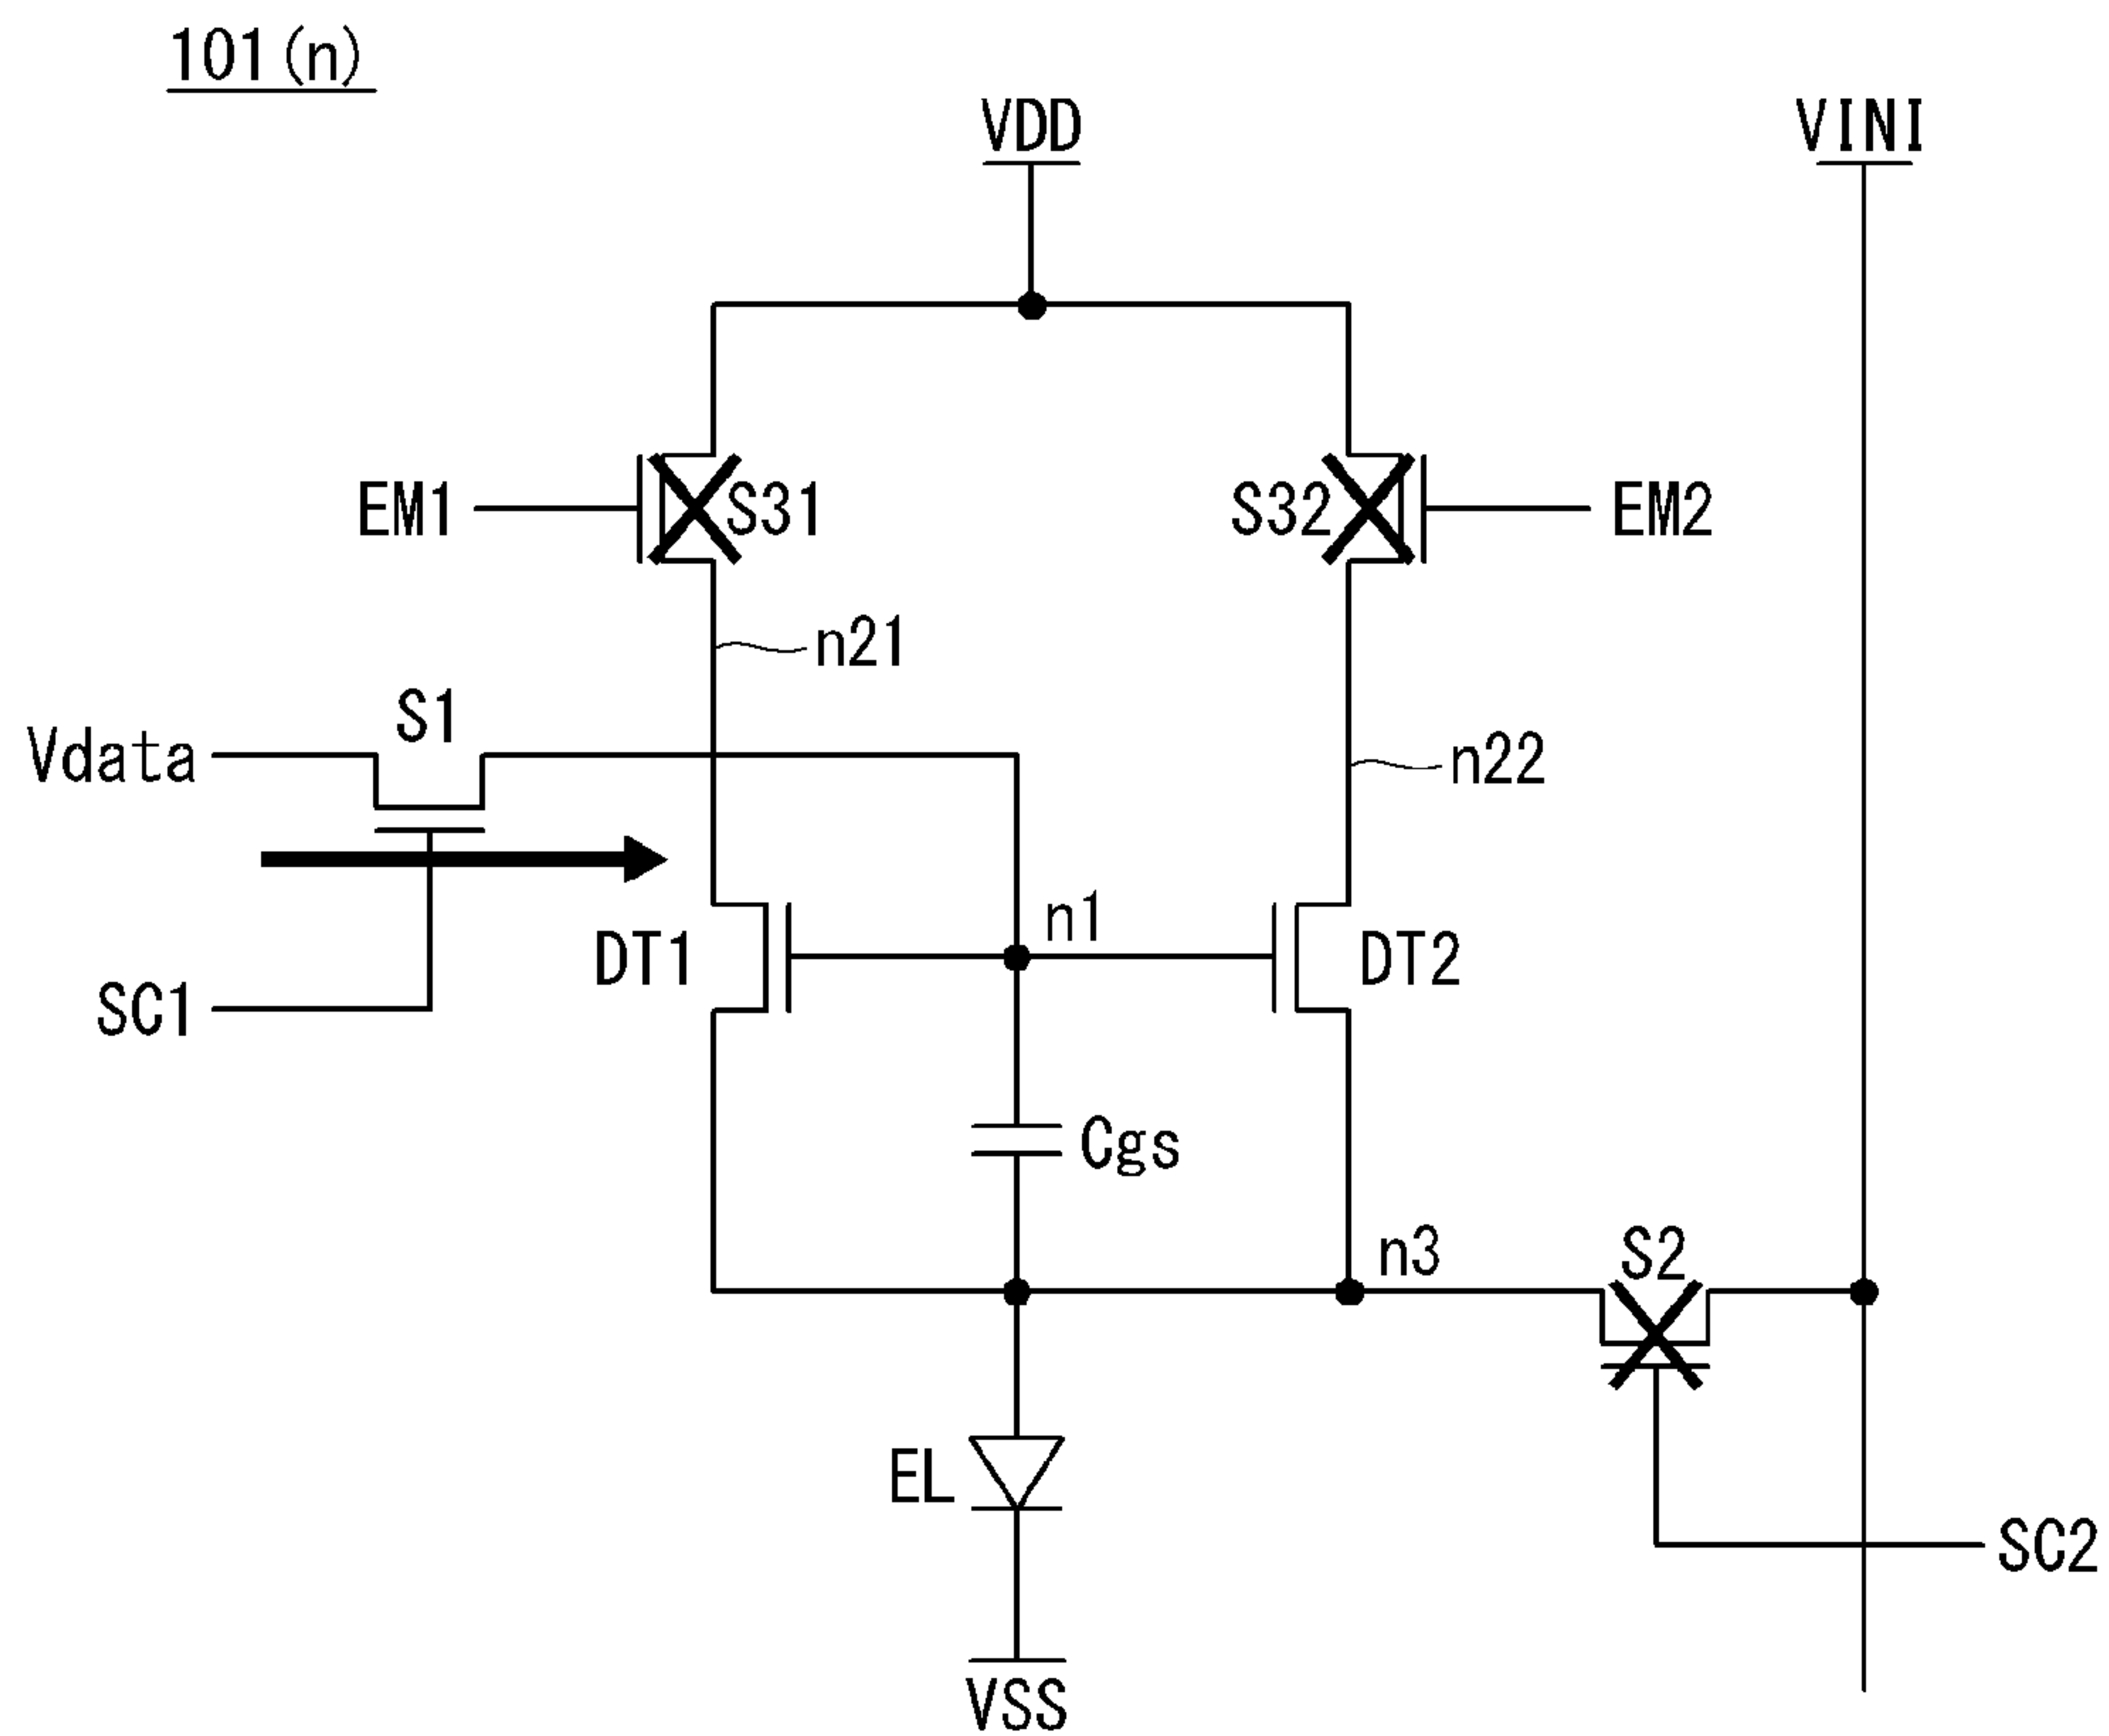 101(n)
VDD
VINI
EM1
S31
S32
EM2
n21
S1
Vdata
n22
n1
DT1
DT2
SC1
Cgs
n3
S2
EL
SC2
VSS